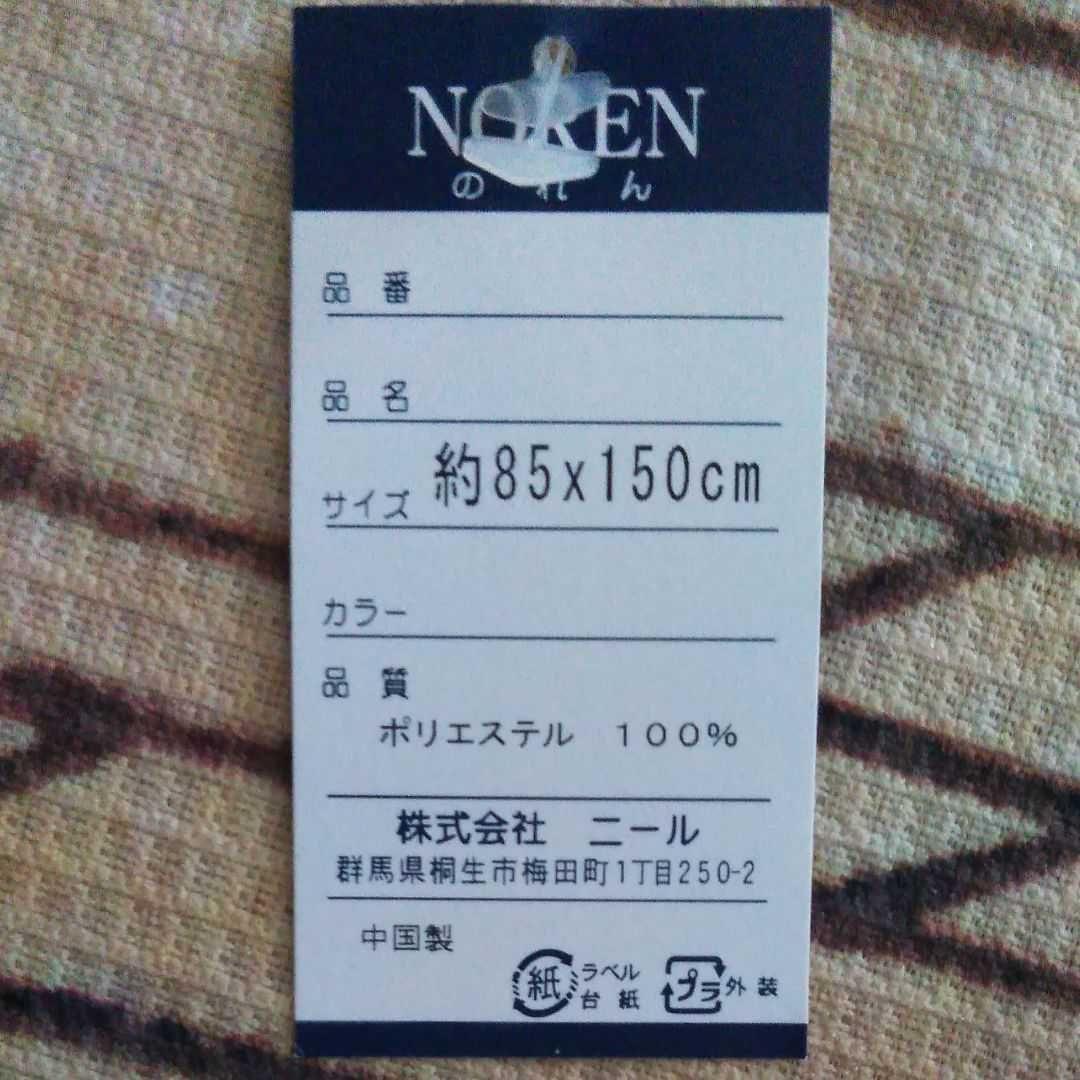 NOREN
のれん
品番
品名
サイズ 約85x150cm
カラー
品質
ポリエステル 100%
株式会社 ニール
群馬県桐生市梅田町1丁目250-2
中国製
紙 ラベル台紙 プラ 外装